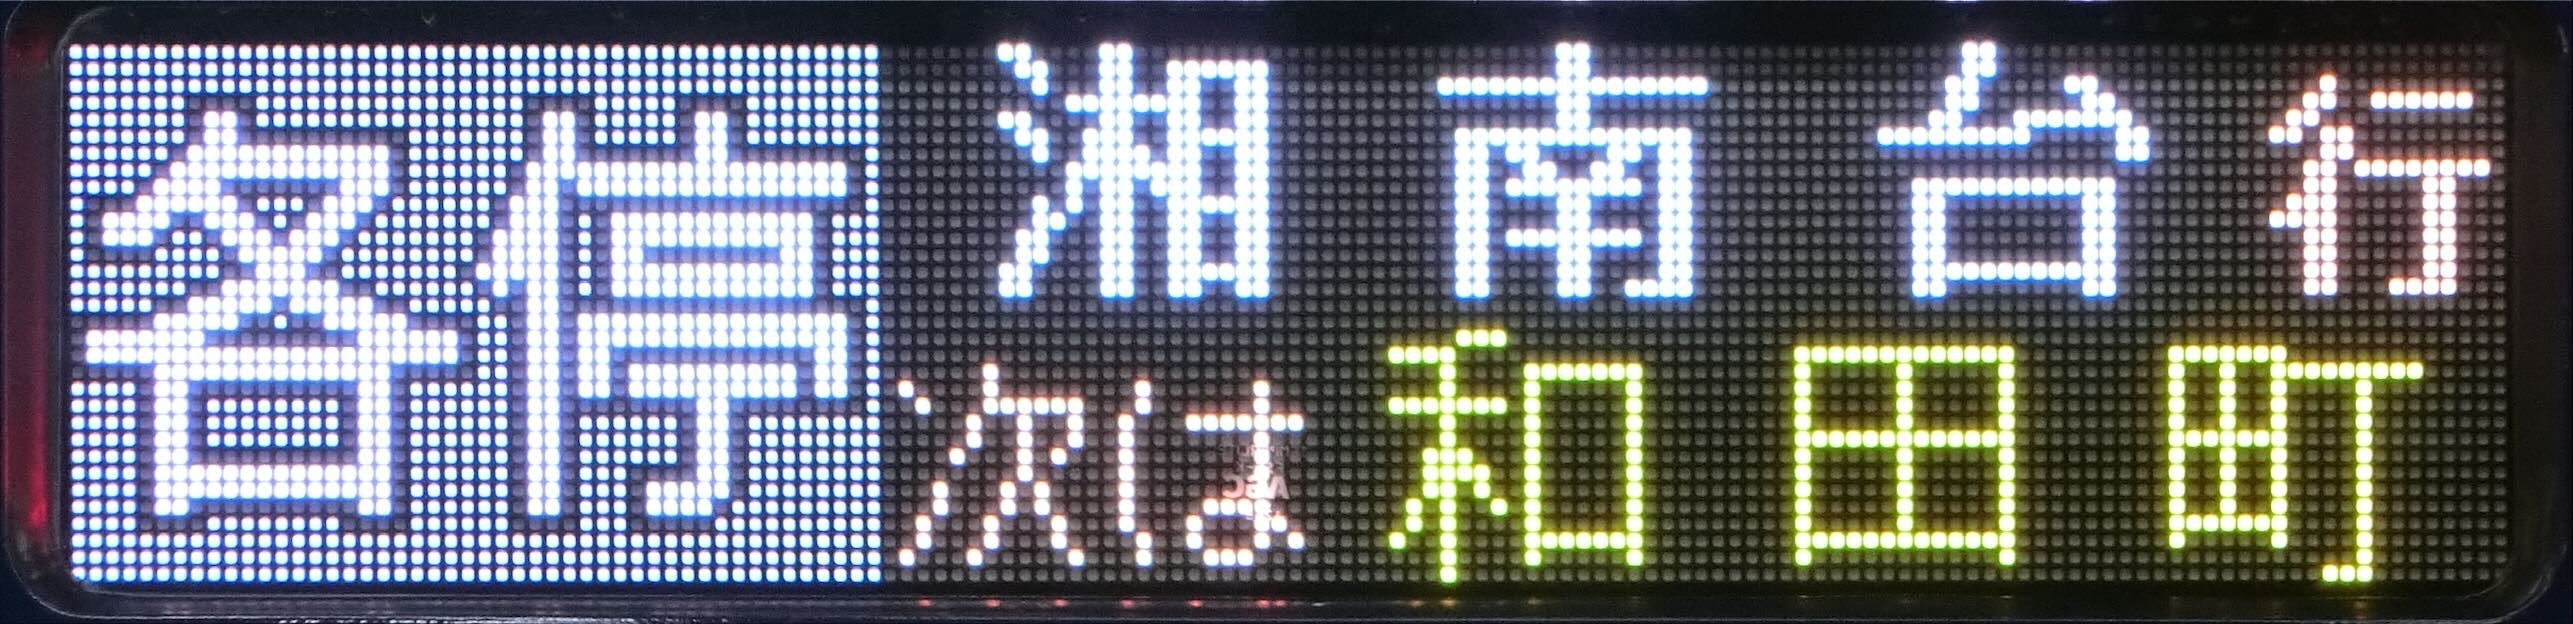 各停 湘南台行
次は 和田町